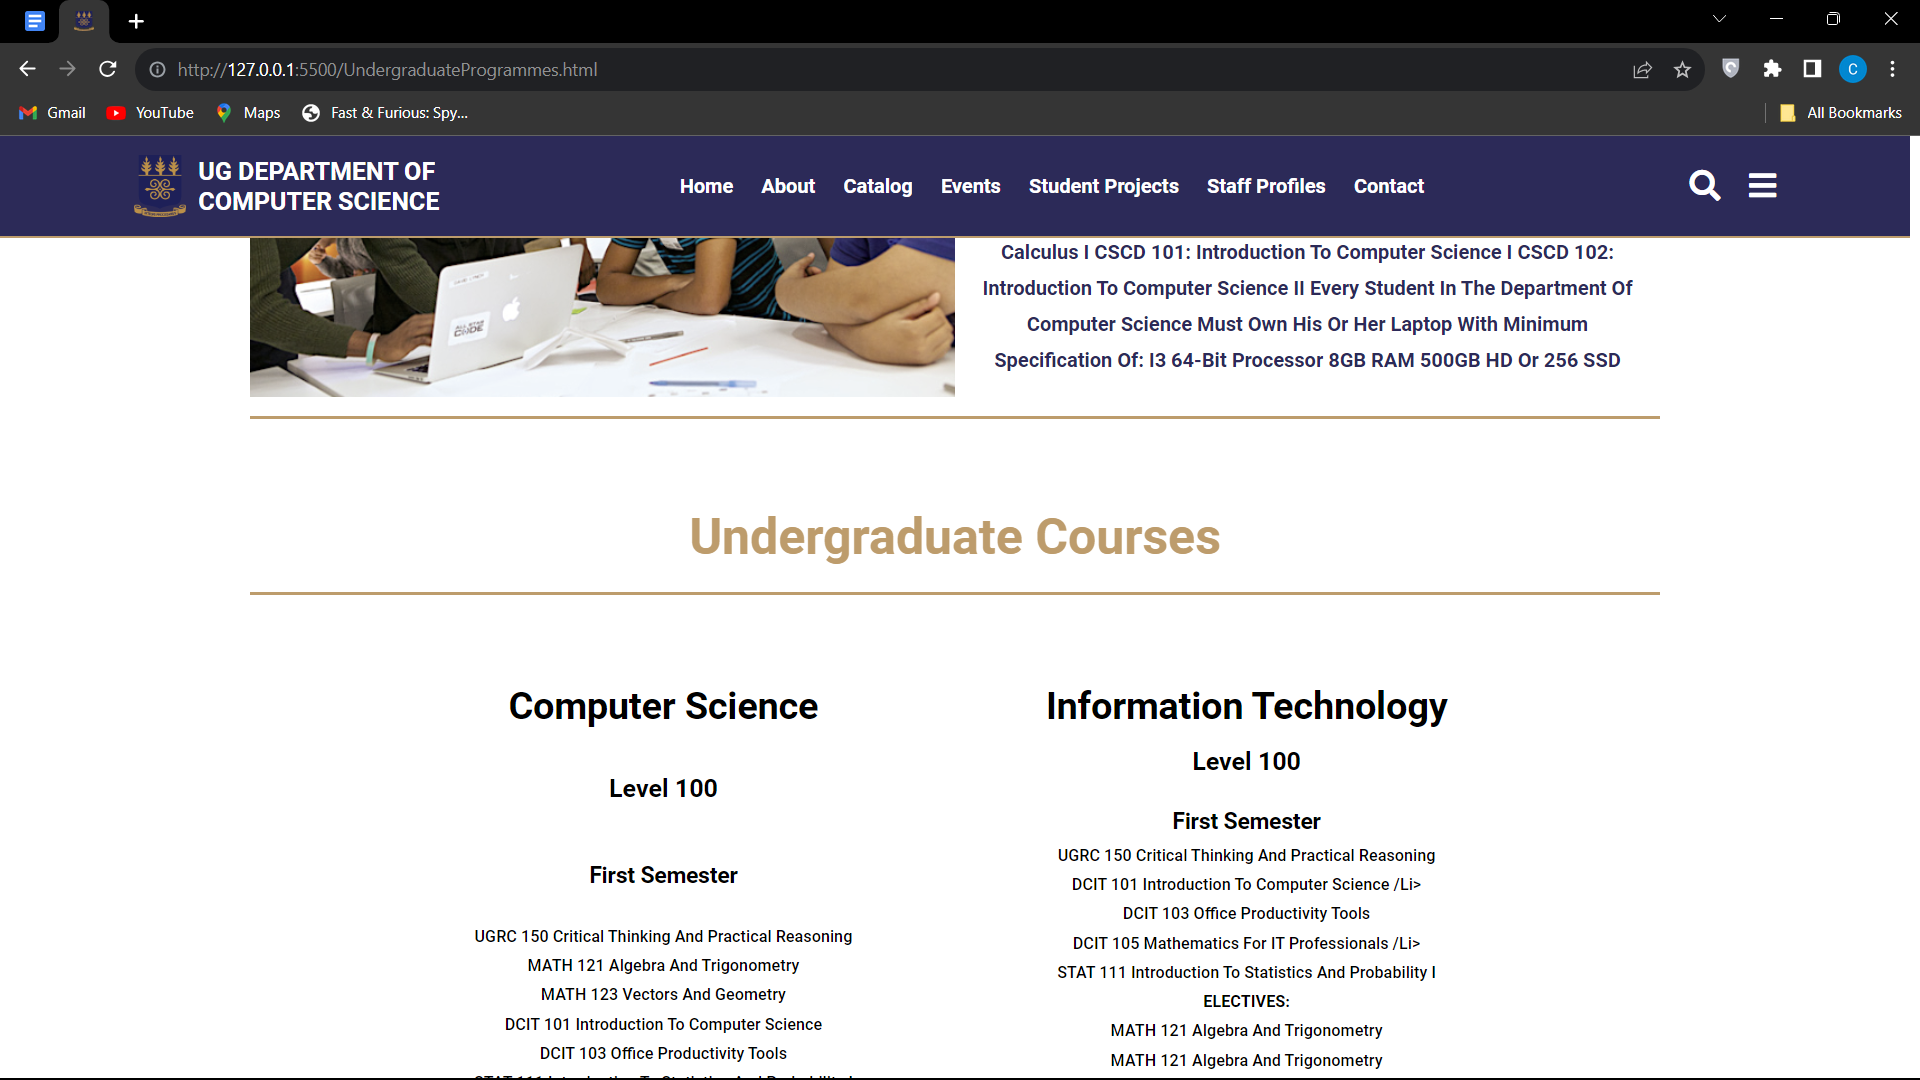 http://127.0.0.1:5500/UndergraduateProgrammes.html
C
Gmail YouTube Maps Fast & Furious: Spy... All Bookmarks
UG DEPARTMENT OF
COMPUTER SCIENCE
Home About Catalog Events Student Projects Staff Profiles Contact
Calculus I CSCD 101: Introduction To Computer Science I CSCD 102:
Introduction To Computer Science II Every Student In The Department Of
Computer Science Must Own His Or Her Laptop With Minimum
Specification Of: I3 64-Bit Processor 8GB RAM 500GB HD Or 256 SSD
Undergraduate Courses
Computer Science
Level 100
First Semester
UGRC 150 Critical Thinking And Practical Reasoning
MATH 121 Algebra And Trigonometry
MATH 123 Vectors And Geometry
DCIT 101 Introduction To Computer Science
DCIT 103 Office Productivity Tools
Information Technology
Level 100
First Semester
UGRC 150 Critical Thinking And Practical Reasoning
DCIT 101 Introduction To Computer Science /Li>
DCIT 103 Office Productivity Tools
DCIT 105 Mathematics For IT Professionals /Li>
STAT 111 Introduction To Statistics And Probability I
ELECTIVES:
MATH 121 Algebra And Trigonometry
MATH 121 Algebra And Trigonometry